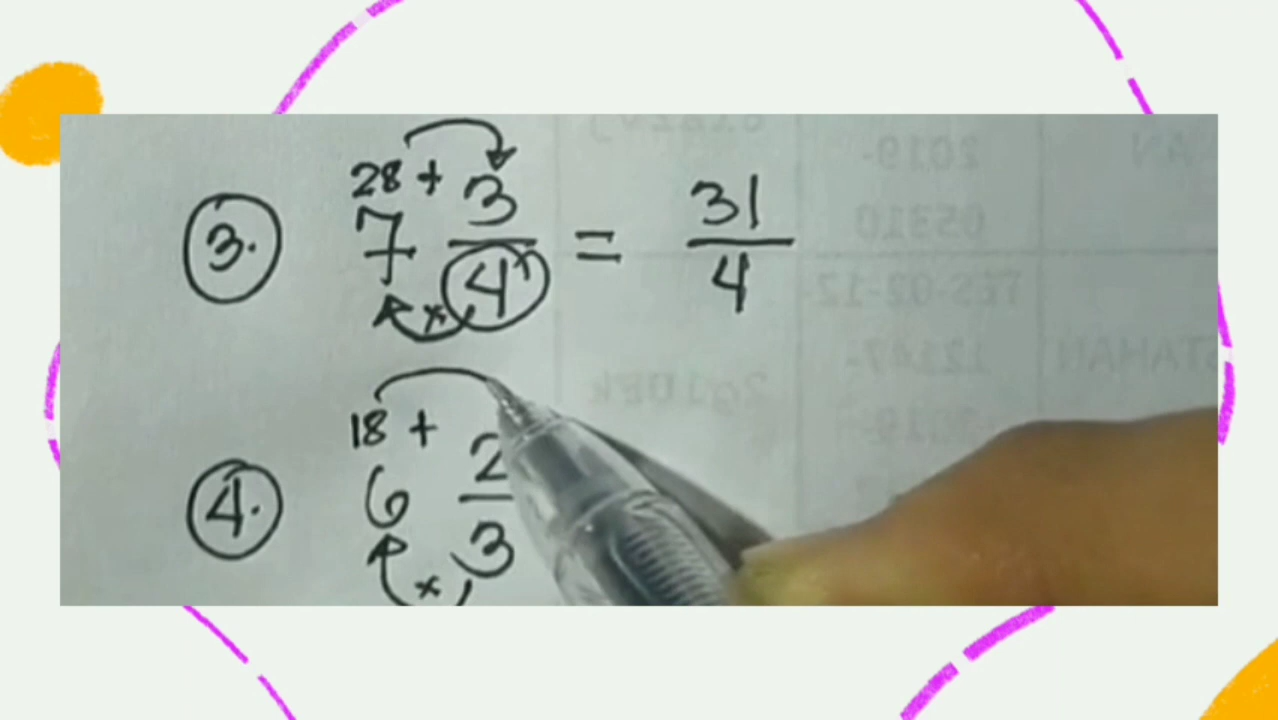 3. 7 3/4 = 31/4
28 +
x
4. 6 2/3
18 +
x